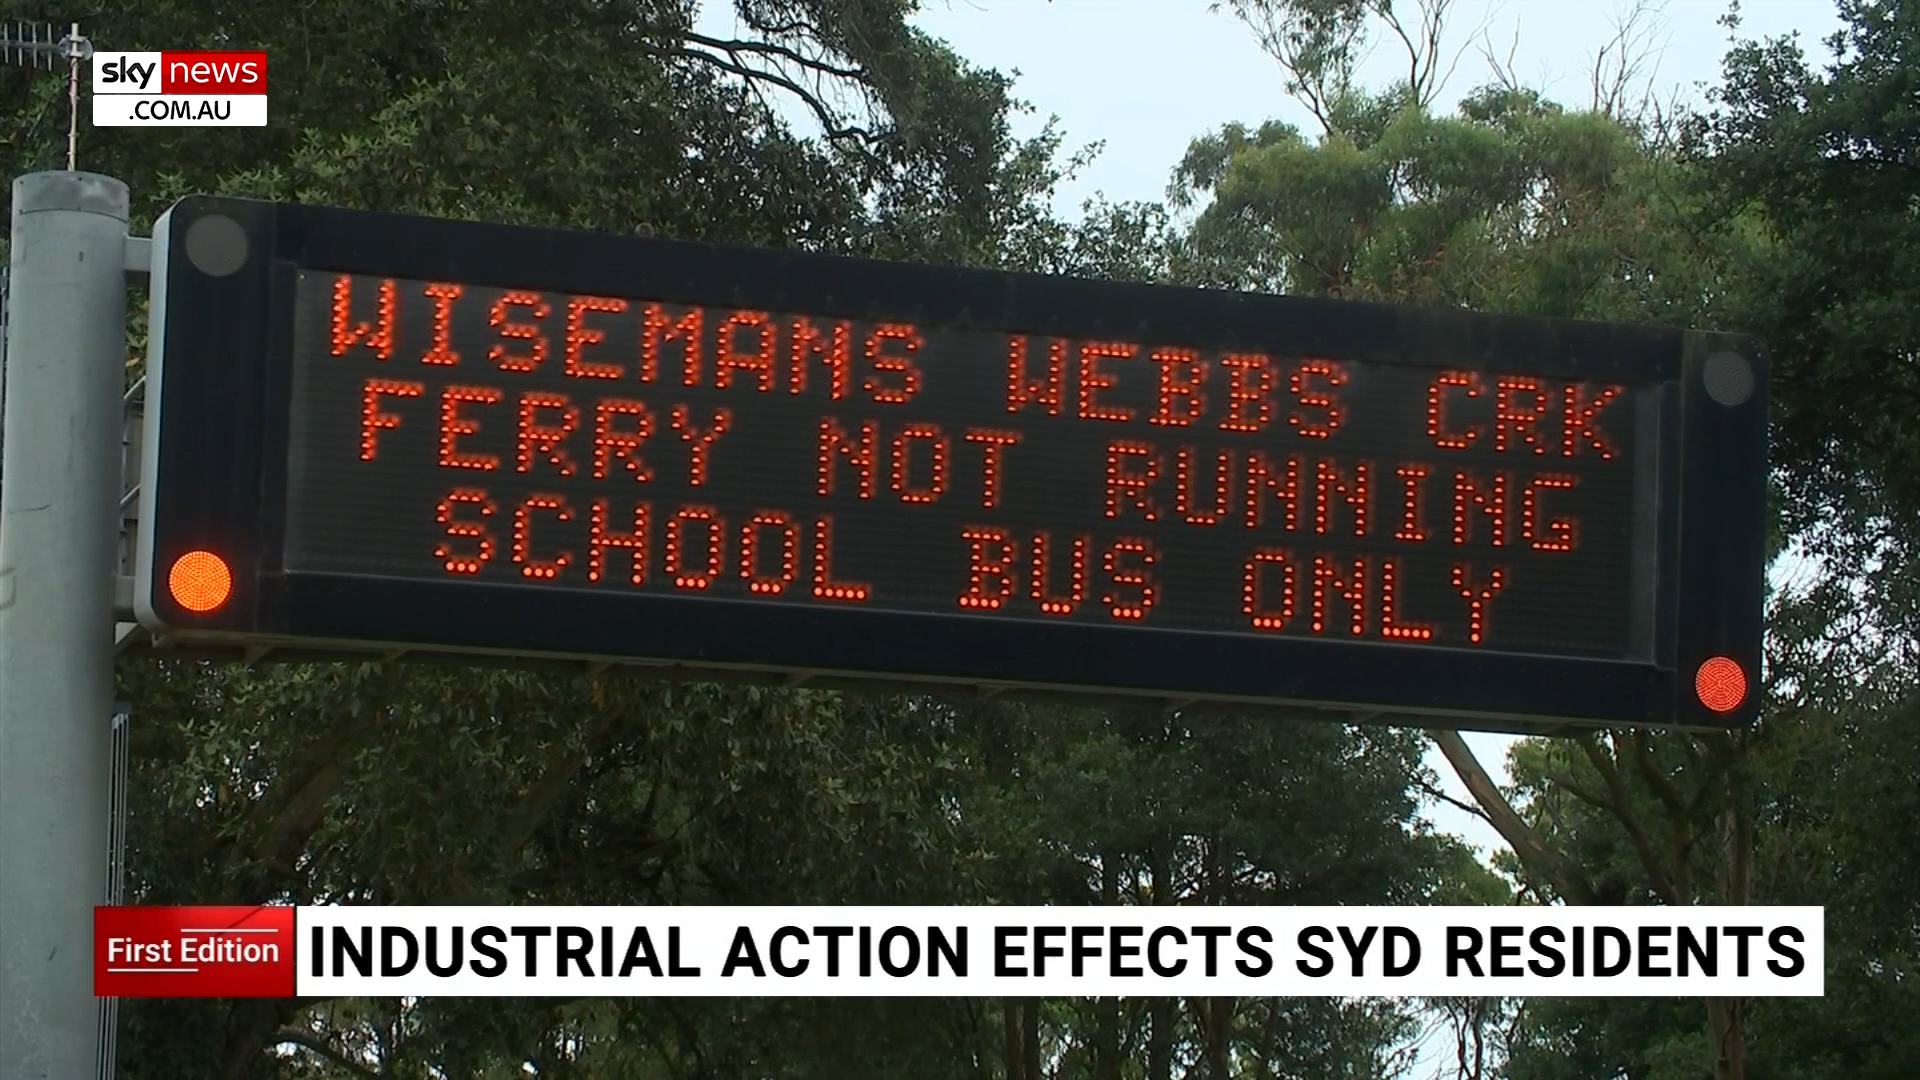 sky news
.COM.AU
WISEMANS WEBBS CRK
FERRY NOT RUNNING
SCHOOL BUS ONLY
First Edition
INDUSTRIAL ACTION EFFECTS SYD RESIDENTS